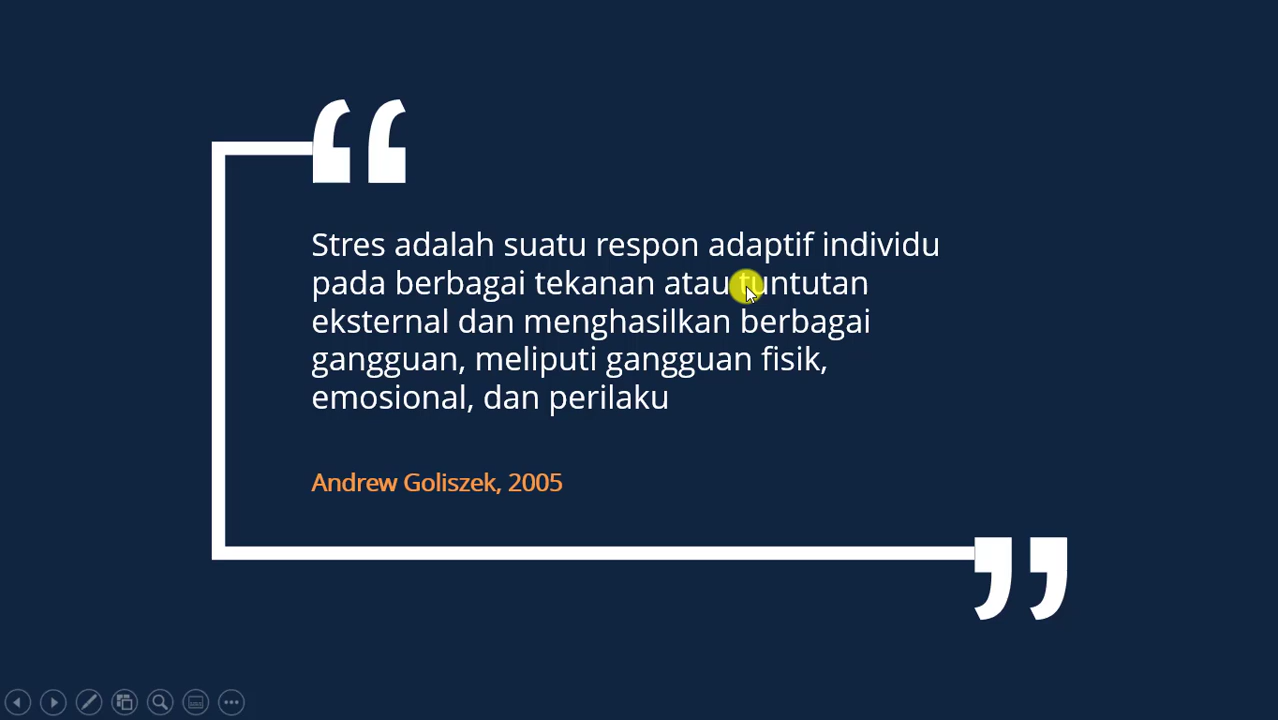 Stres adalah suatu respon adaptif individu
pada berbagai tekanan atau tuntutan
eksternal dan menghasilkan berbagai
gangguan, meliputi gangguan fisik,
emosional, dan perilaku
Andrew Goliszek, 2005